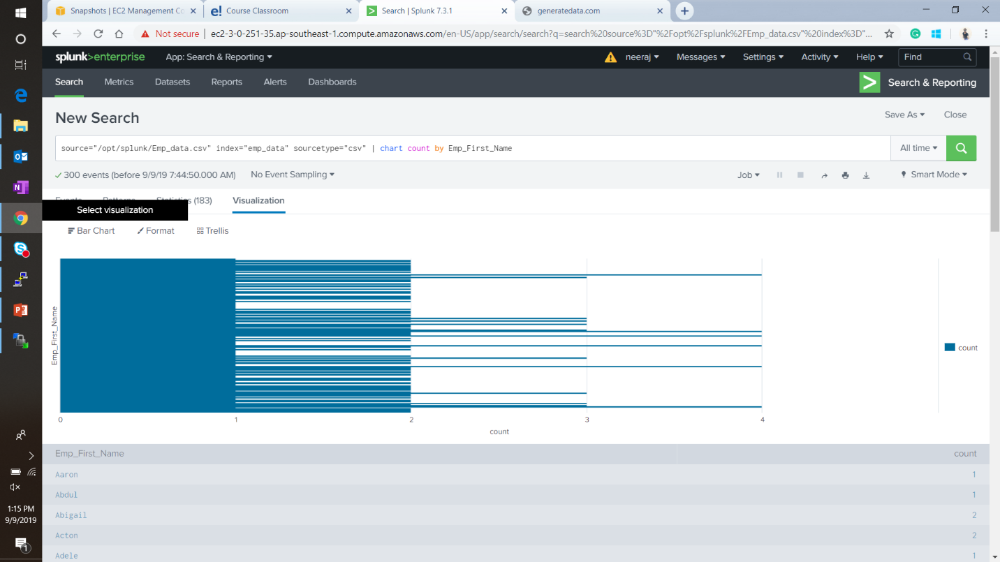 Snapshots | EC2 Management Co
Course Classroom
Search | Splunk 7.3.1
generatedata.com
Not secure | ec2-3-0-251-35.ap-southeast-1.compute.amazonaws.com/en-US/app/search/search?q=search%20source%3D"%2Fopt%2Fsplunk%2FEmp_data.csv"%20index%3D"...
splunk>enterprise App: Search & Reporting neeraj Messages Settings Activity Help Find
Search Metrics Datasets Reports Alerts Dashboards Search & Reporting
New Search
Save As Close
source="/opt/splunk/Emp_data.csv" index="emp_data" sourcetype="csv" | chart count by Emp_First_Name
All time
300 events (before 9/9/19 7:44:50.000 AM) No Event Sampling Job Smart Mode
Events Patterns Statistics (183) Visualization
Select visualization
Bar Chart Format Trellis
Emp_First_Name
count
0 1 2 3 4
count
Emp_First_Name count
Aaron 1
Abdul 1
Abigail 2
Acton 2
Adele 1
1:15 PM
9/9/2019
1